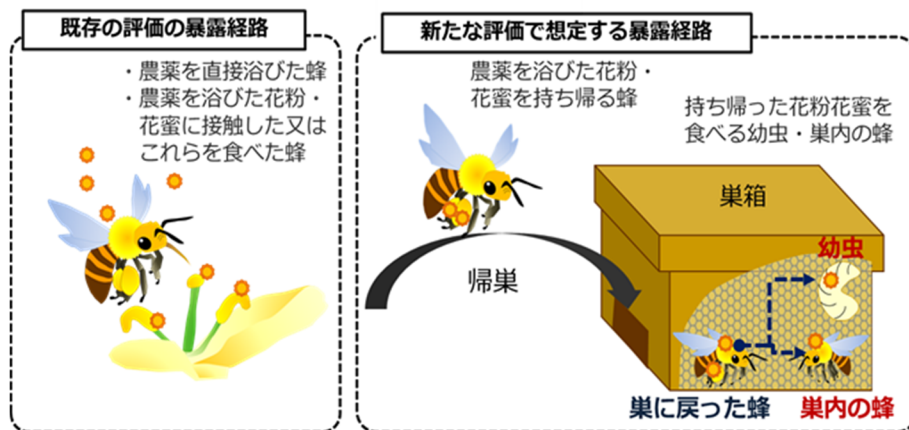 既存の評価の暴露経路
・農薬を直接浴びた蜂
・農薬を浴びた花粉・
花蜜に接触した又は
これらを食べた蜂
新たな評価で想定する暴露経路
農薬を浴びた花粉・
花蜜を持ち帰る蜂
持ち帰った花粉花蜜を
食べる幼虫・巣内の蜂
巣箱
幼虫
帰巣
巣に戻った蜂
巣内の蜂